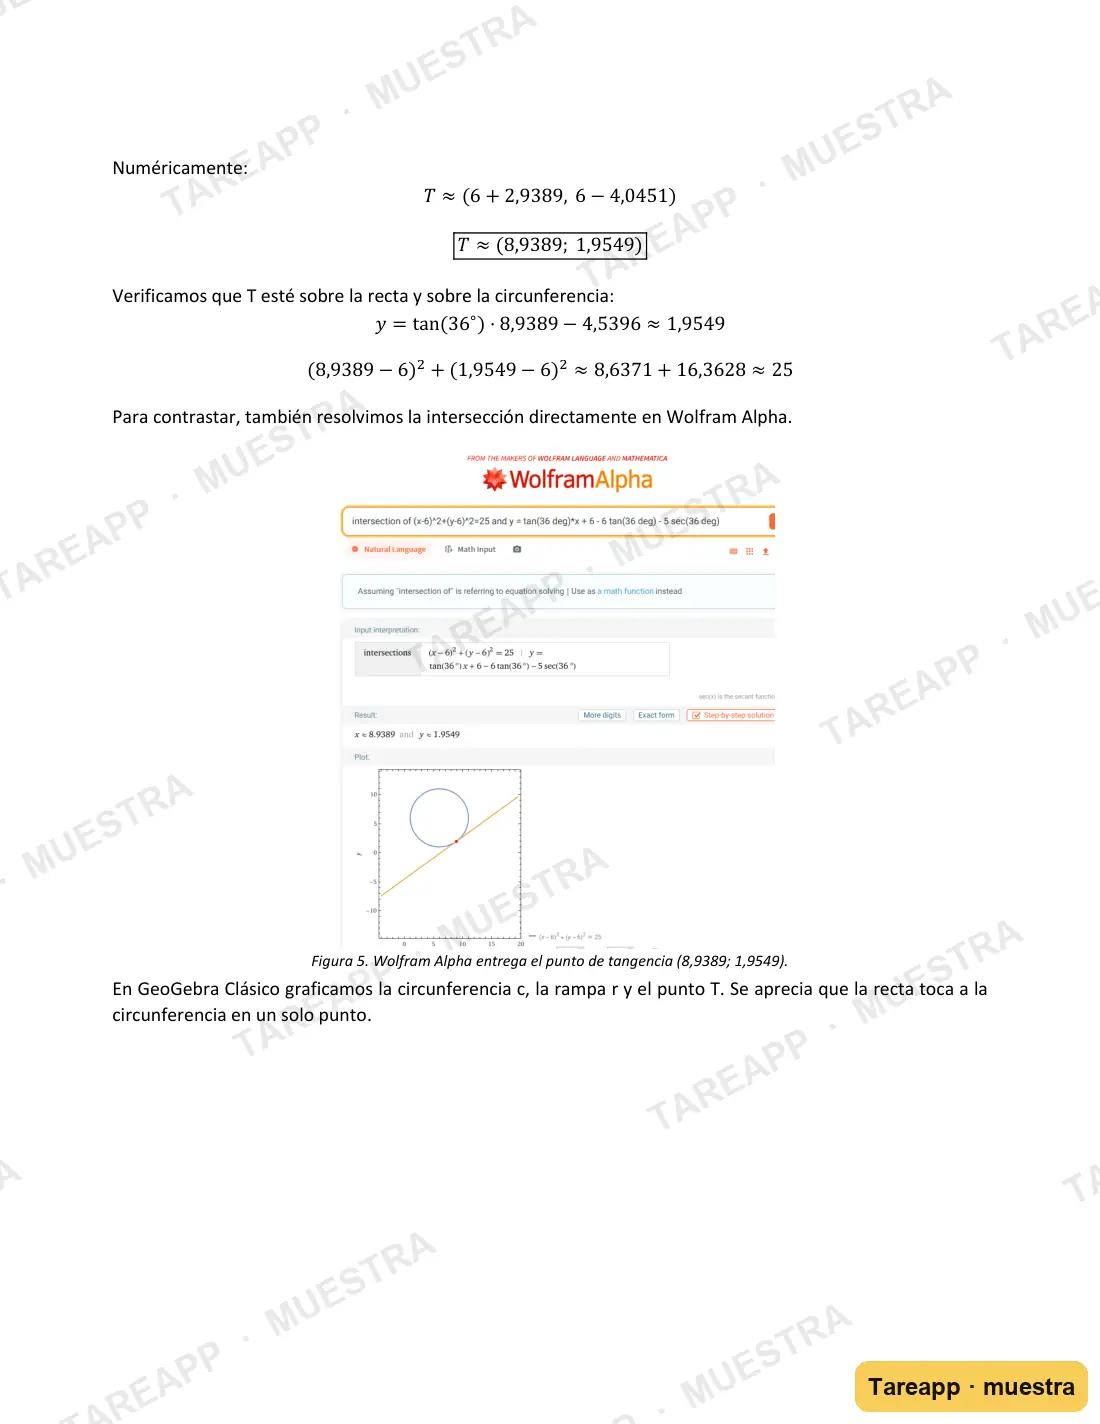 Numéricamente:
T ≈ (6 + 2,9389, 6 − 4,0451)
T ≈ (8,9389; 1,9549)
Verificamos que T esté sobre la recta y sobre la circunferencia:
y = tan(36°) · 8,9389 − 4,5396 ≈ 1,9549
(8,9389 − 6)² + (1,9549 − 6)² ≈ 8,6371 + 16,3628 ≈ 25
Para contrastar, también resolvimos la intersección directamente en Wolfram Alpha.
FROM THE MAKERS OF WOLFRAM LANGUAGE AND MATHEMATICA
WolframAlpha
intersection of (x-6)^2+(y-6)^2=25 and y = tan(36 deg)*x + 6 - 6 tan(36 deg) - 5 sec(36 deg)
Natural Language Math Input
Assuming "intersection of" is referring to equation solving | Use as a math function instead
Input interpretation:
intersections (x − 6)² + (y − 6)² = 25 | y =
tan(36°) x + 6 − 6 tan(36°) − 5 sec(36°)
sec(x) is the secant functio
Result:
More digits Exact form Step-by-step solution
x ≈ 8.9389 and y ≈ 1.9549
Plot:
10
5
0
−5
−10
y
0 5 10 15 20
(x − 6)² + (y − 6)² = 25
Figura 5. Wolfram Alpha entrega el punto de tangencia (8,9389; 1,9549).
En GeoGebra Clásico graficamos la circunferencia c, la rampa r y el punto T. Se aprecia que la recta toca a la
circunferencia en un solo punto.
TAREAPP · MUESTRA
Tareapp · muestra